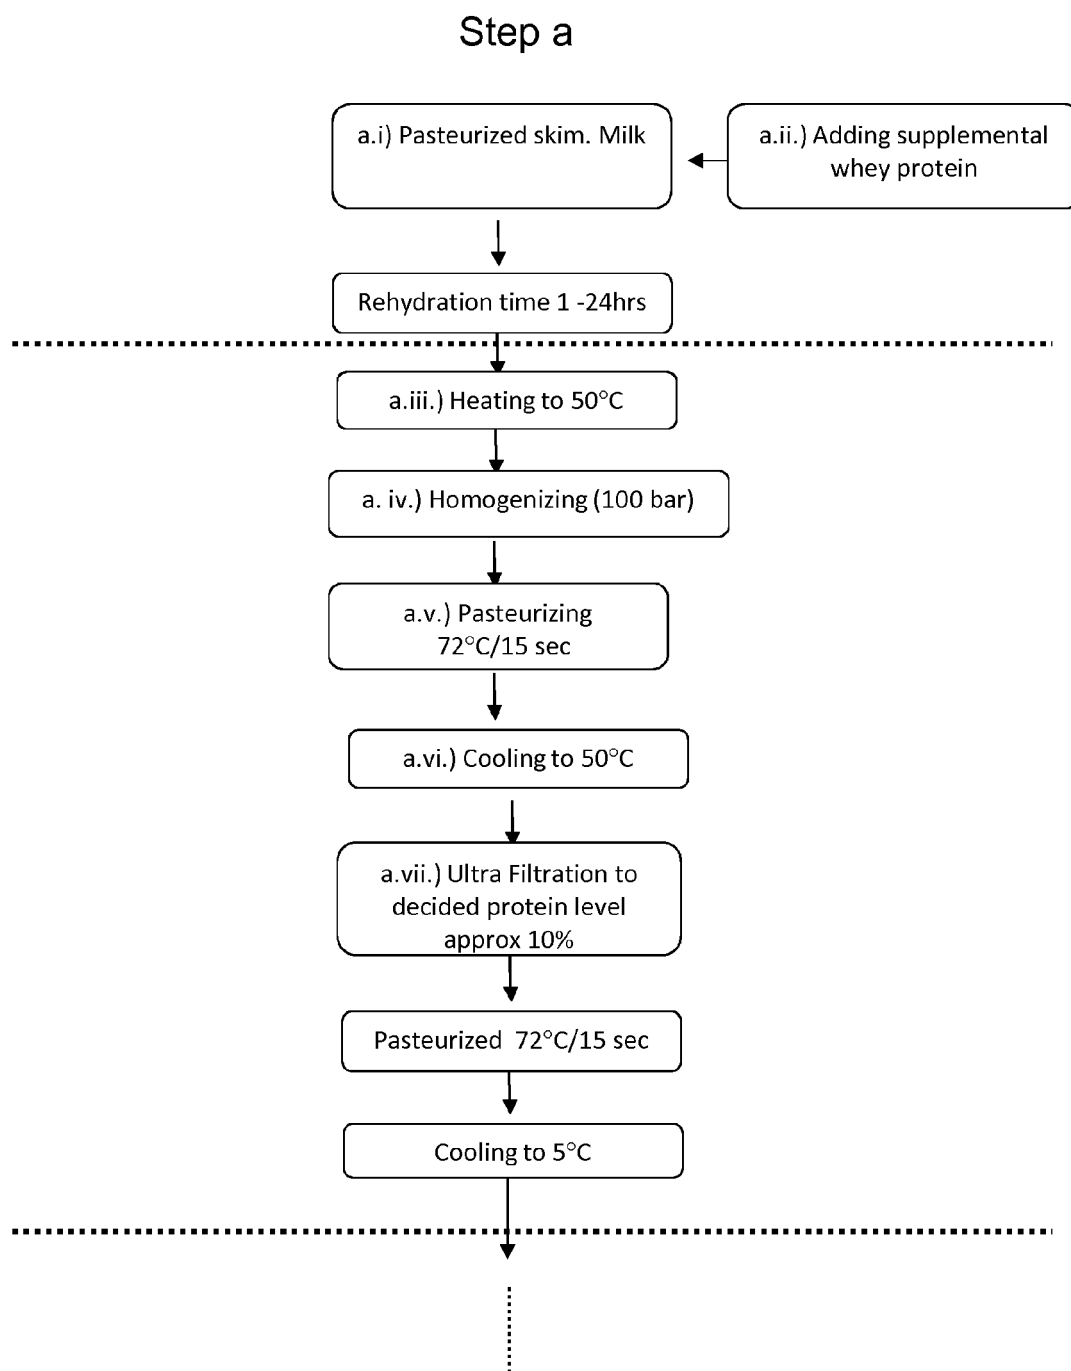 Step a
a.i) Pasteurized skim. Milk
a.ii.) Adding supplemental
whey protein
Rehydration time 1 -24hrs
a.iii.) Heating to 50°C
a. iv.) Homogenizing (100 bar)
a.v.) Pasteurizing
72°C/15 sec
a.vi.) Cooling to 50°C
a.vii.) Ultra Filtration to
decided protein level
approx 10%
Pasteurized  72°C/15 sec
Cooling to 5°C